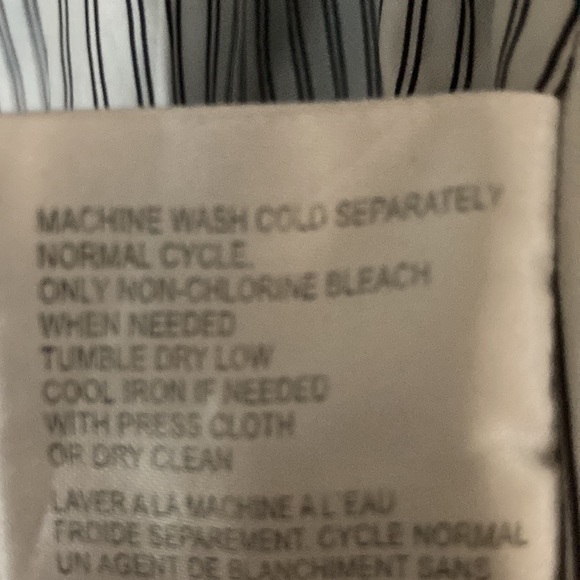 MACHINE WASH COLD SEPARATELY
NORMAL CYCLE.
ONLY NON-CHLORINE BLEACH
WHEN NEEDED
TUMBLE DRY LOW
COOL IRON IF NEEDED
WITH PRESS CLOTH
OR DRY CLEAN
LAVER A LA MACHINE A L'EAU
FROIDE SEPAREMENT. CYCLE NORMAL
UN AGENT DE BLANCHIMENT SANS